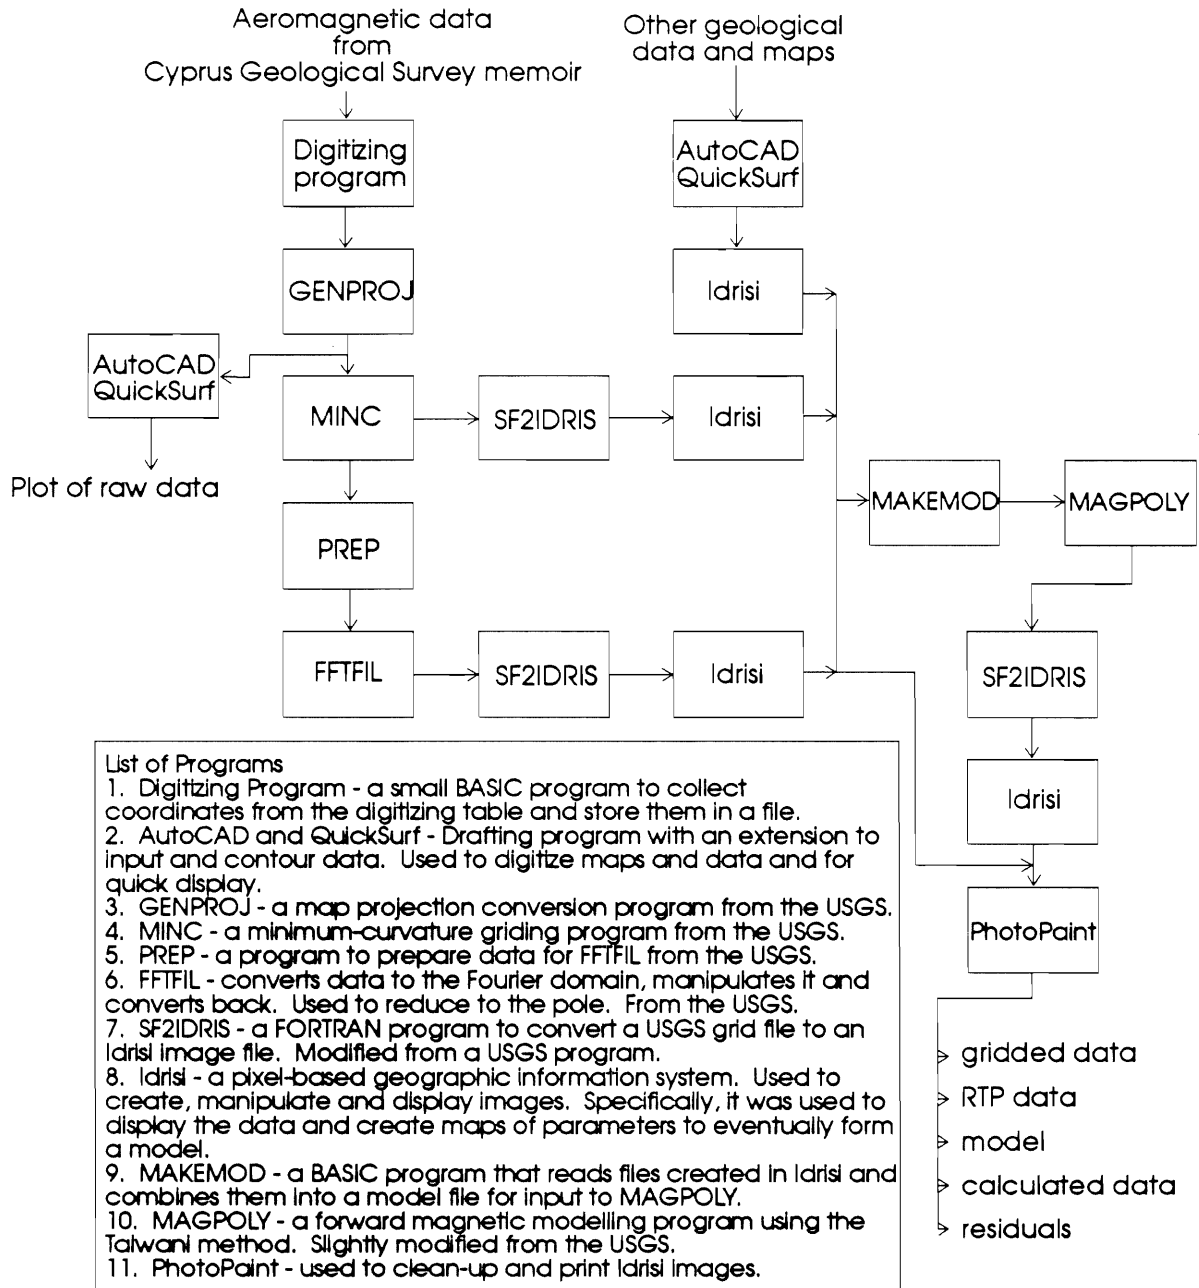 Aeromagnetic data
from
Cyprus Geological Survey memoir
Other geological
data and maps
Digitizing
program
AutoCAD
QuickSurf
GENPROJ
Idrisi
AutoCAD
QuickSurf
MINC
SF2IDRIS
Idrisi
Plot of raw data
MAKEMOD
MAGPOLY
PREP
FFTFIL
SF2IDRIS
Idrisi
SF2IDRIS
Idrisi
PhotoPaint
gridded data
RTP data
model
calculated data
residuals
List of Programs
1. Digitizing Program - a small BASIC program to collect
coordinates from the digitizing table and store them in a file.
2. AutoCAD and QuickSurf - Drafting program with an extension to
input and contour data. Used to digitize maps and data and for
quick display.
3. GENPROJ - a map projection conversion program from the USGS.
4. MINC - a minimum-curvature griding program from the USGS.
5. PREP - a program to prepare data for FFTFIL from the USGS.
6. FFTFIL - converts data to the Fourier domain, manipulates it and
converts back. Used to reduce to the pole. From the USGS.
7. SF2IDRIS - a FORTRAN program to convert a USGS grid file to an
Idrisi image file. Modified from a USGS program.
8. Idrisi - a pixel-based geographic information system. Used to
create, manipulate and display images. Specifically, it was used to
display the data and create maps of parameters to eventually form
a model.
9. MAKEMOD - a BASIC program that reads files created in Idrisi and
combines them into a model file for input to MAGPOLY.
10. MAGPOLY - a forward magnetic modelling program using the
Talwani method. Slightly modified from the USGS.
11. PhotoPaint - used to clean-up and print Idrisi images.